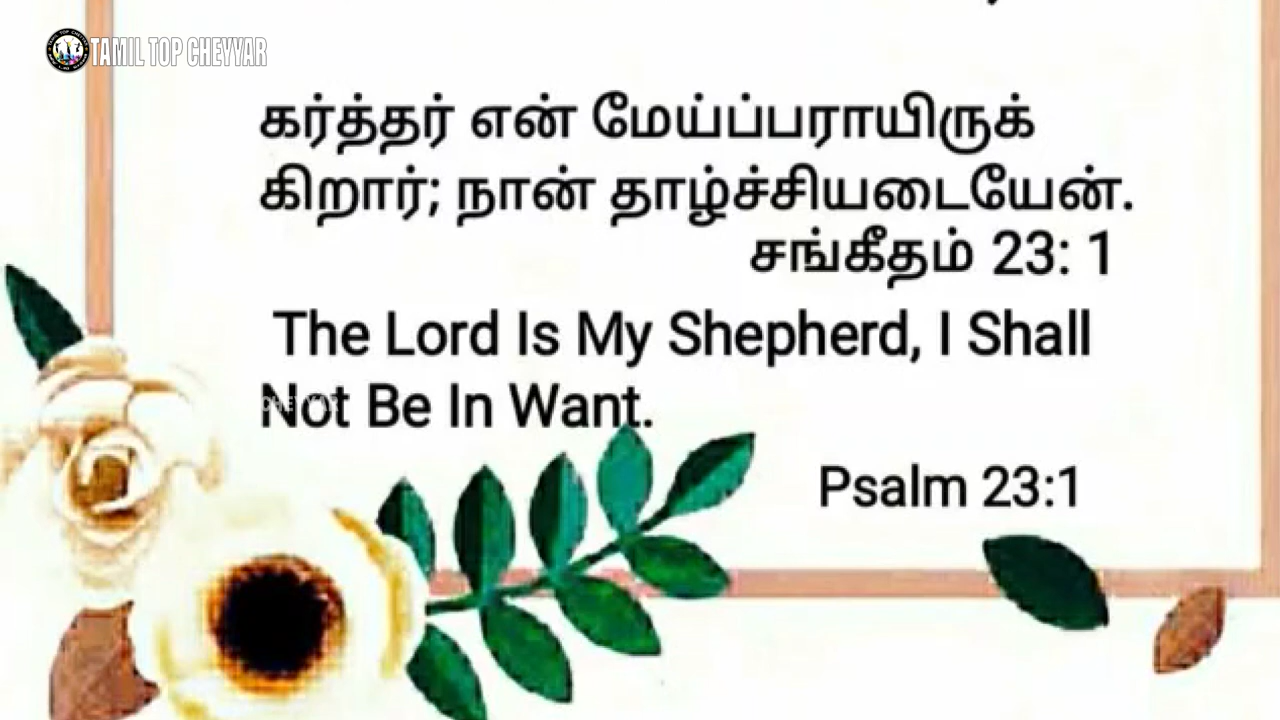 TAMIL TOP CHEYYAR
கர்த்தர் என் மேய்ப்பராயிருக்
கிறார்; நான் தாழ்ச்சியடையேன்.
சங்கீதம் 23: 1
The Lord Is My Shepherd, I Shall
Not Be In Want.
Psalm 23:1